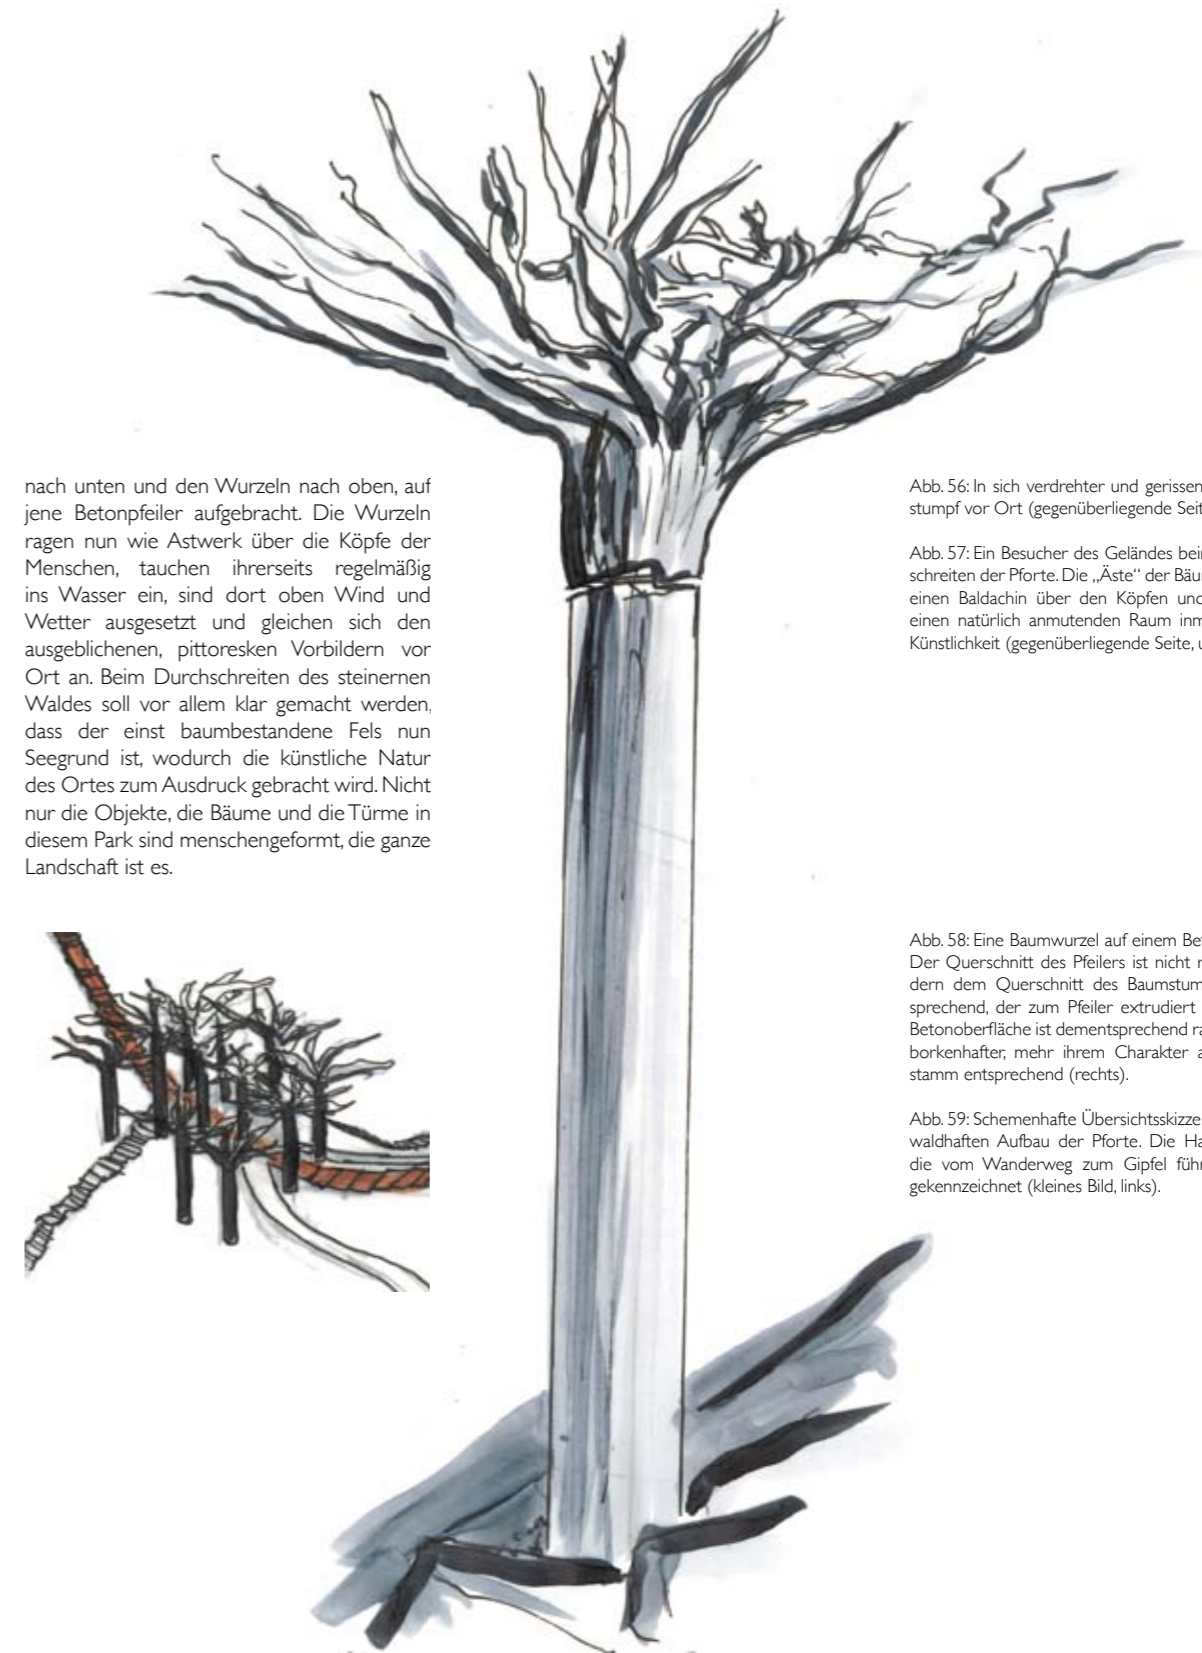 nach unten und den Wurzeln nach oben, auf
jene Betonpfeiler aufgebracht. Die Wurzeln
ragen nun wie Astwerk über die Köpfe der
Menschen, tauchen ihrerseits regelmäßig
ins Wasser ein, sind dort oben Wind und
Wetter ausgesetzt und gleichen sich den
ausgeblichenen, pittoresken Vorbildern vor
Ort an. Beim Durchschreiten des steinernen
Waldes soll vor allem klar gemacht werden,
dass der einst baumbestandene Fels nun
Seegrund ist, wodurch die künstliche Natur
des Ortes zum Ausdruck gebracht wird. Nicht
nur die Objekte, die Bäume und die Türme in
diesem Park sind menschengeformt, die ganze
Landschaft ist es.
Abb. 56: In sich verdrehter und gerissen
stumpf vor Ort (gegenüberliegende Seit
Abb. 57: Ein Besucher des Geländes bei
schreiten der Pforte. Die „Äste“ der Bäu
einen Baldachin über den Köpfen und
einen natürlich anmutenden Raum inm
Künstlichkeit (gegenüberliegende Seite, u
Abb. 58: Eine Baumwurzel auf einem Be
Der Querschnitt des Pfeilers ist nicht r
dern dem Querschnitt des Baumstum
sprechend, der zum Pfeiler extrudiert
Betonoberfläche ist dementsprechend ra
borkenhafter, mehr ihrem Charakter a
stamm entsprechend (rechts).
Abb. 59: Schemenhafte Übersichtsskizze
waldhaften Aufbau der Pforte. Die Ha
die vom Wanderweg zum Gipfel führ
gekennzeichnet (kleines Bild, links).